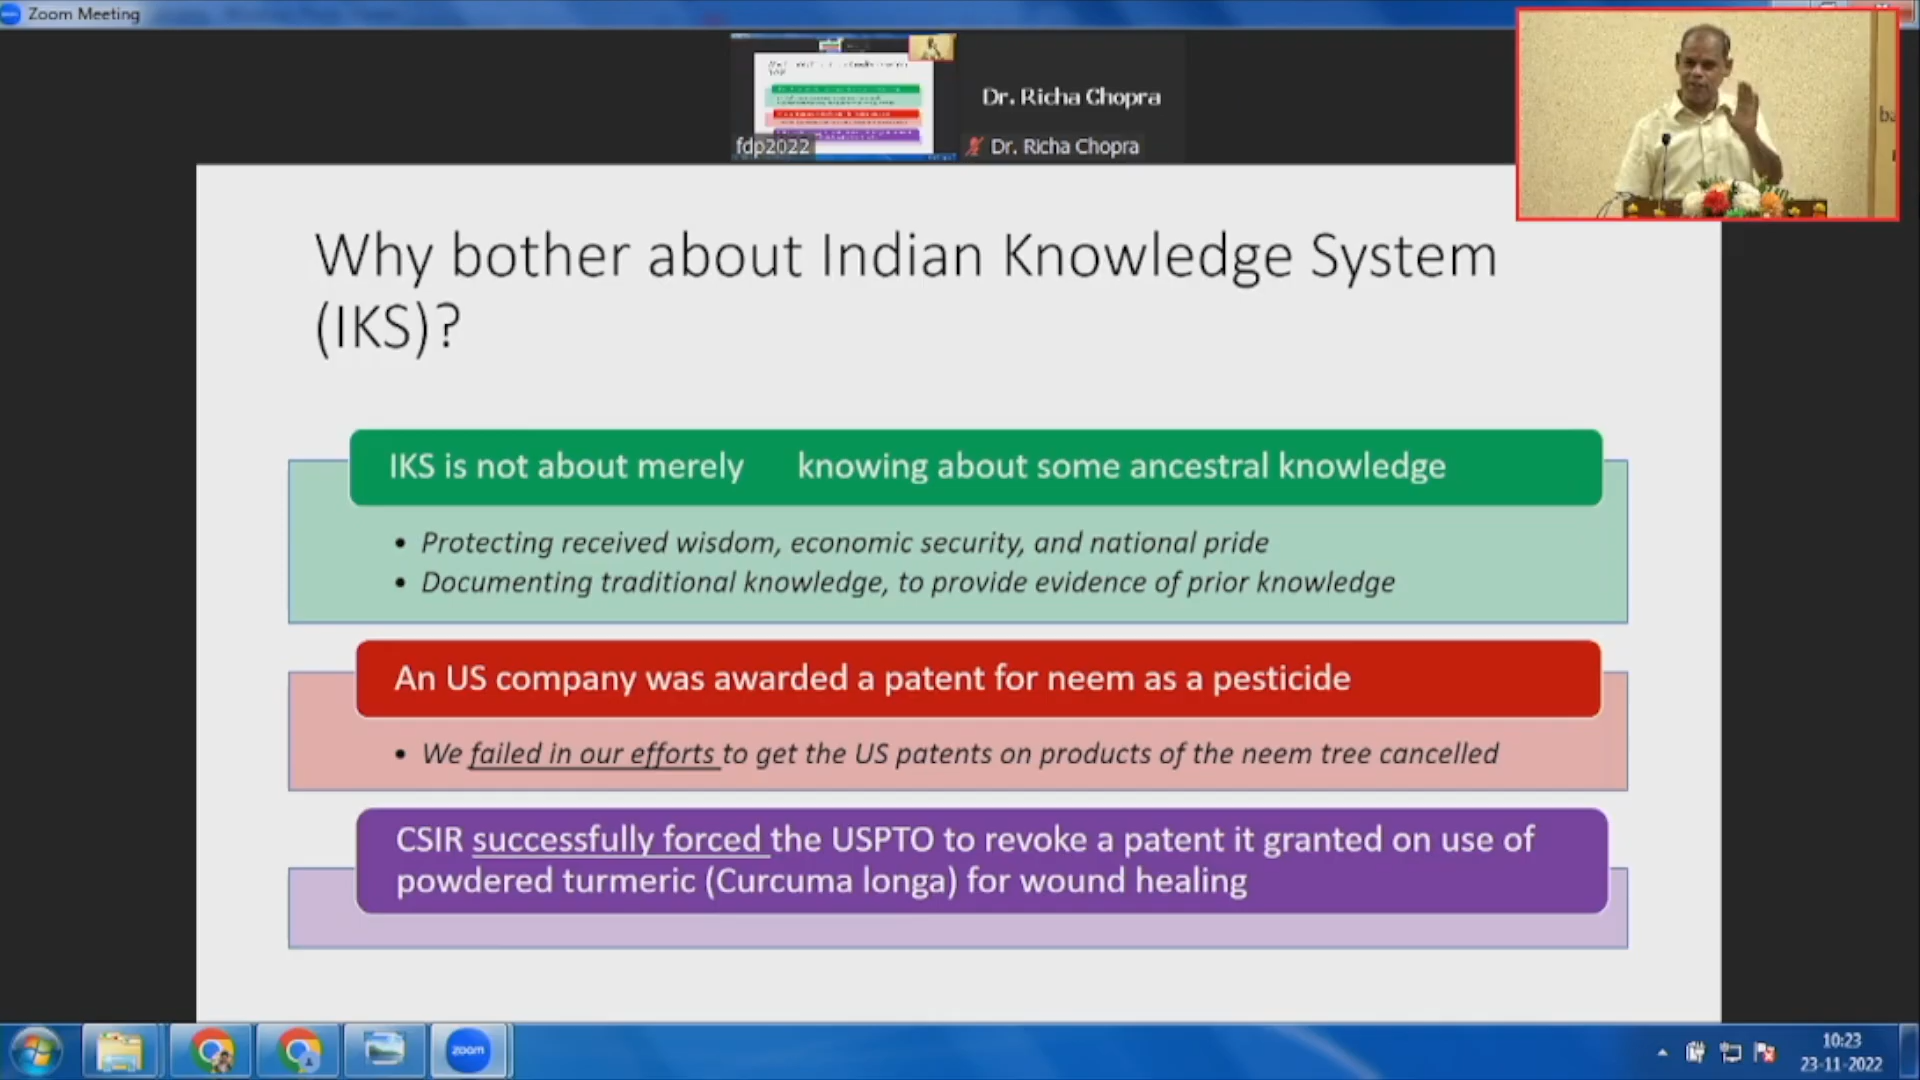 Zoom Meeting
fdp2022
Dr. Richa Chopra
Dr. Richa Chopra
Why bother about Indian Knowledge System
(IKS)?
IKS is not about merely knowing about some ancestral knowledge
• Protecting received wisdom, economic security, and national pride
• Documenting traditional knowledge, to provide evidence of prior knowledge
An US company was awarded a patent for neem as a pesticide
• We failed in our efforts to get the US patents on products of the neem tree cancelled
CSIR successfully forced the USPTO to revoke a patent it granted on use of
powdered turmeric (Curcuma longa) for wound healing
zoom
10:23
23-11-2022